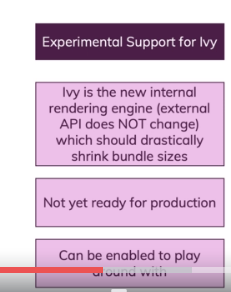 Experimental Support for Ivy
Ivy is the new internal
rendering engine (external
API does NOT change)
which should drastically
shrink bundle sizes
Not yet ready for production
Can be enabled to play
around with